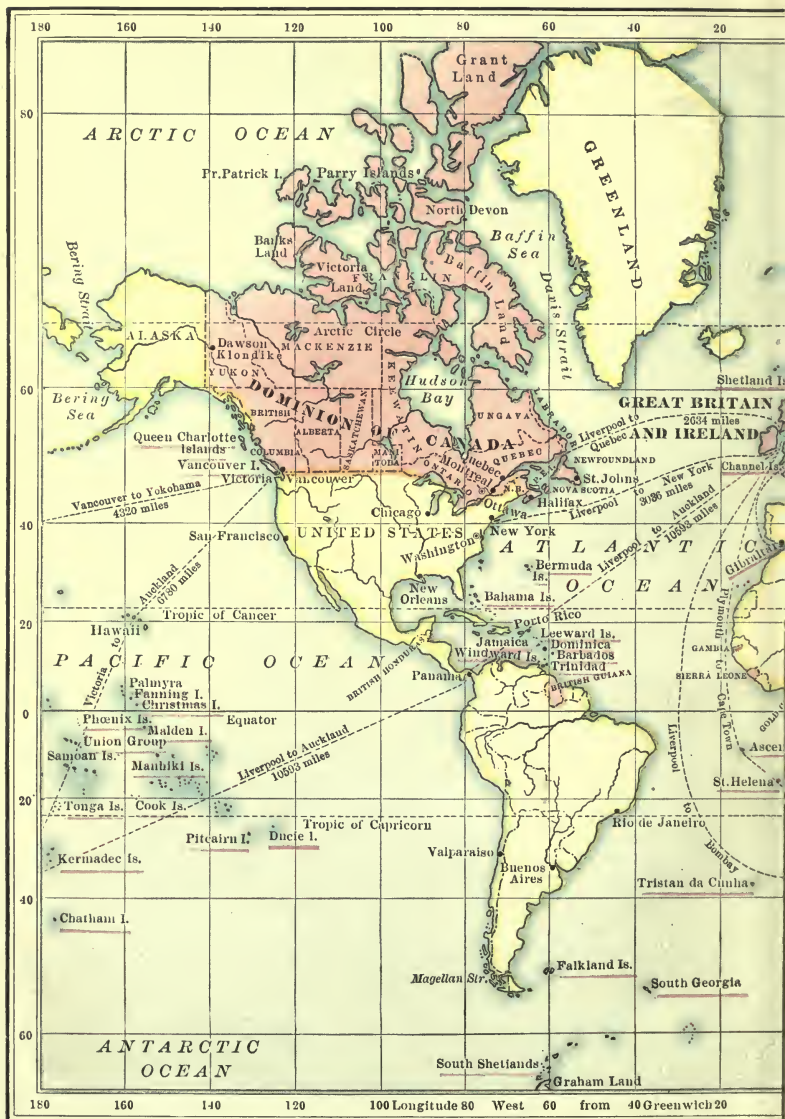 180 160 140 120 100 80 60 40 20
Grant
Land
80
ARCTIC OCEAN
GREENLAND
Pr. Patrick I.
Parry Islands
North Devon
Banks
Land
Baffin
Sea
Bering Strait
Victoria
Land
FRANKLIN
Baffin Land
Davis Strait
ALASKA
Arctic Circle
Dawson
Klondike
MACKENZIE
YUKON
KEEWATIN
Hudson
Bay
60
Shetland Is
Bering
Sea
DOMINION OF CANADA
UNGAVA
LABRADOR
GREAT BRITAIN
AND IRELAND
BRITISH
COLUMBIA
ALBERTA
SASKATCHEWAN
MANI
TOBA
ONTARIO
QUEBEC
Liverpool to
Quebec
2634 miles
Queen Charlotte
Islands
NEWFOUNDLAND
Quebec
Montreal
Channel Is.
Vancouver I.
St. Johns
Victoria
Vancouver
N.B.
NOVA SCOTIA
Ottawa
Halifax
Liverpool to New York
3036 miles
Vancouver to Yokohama
4320 miles
Chicago
40
UNITED STATES
New York
Liverpool to Auckland
10593 miles
San Francisco
Washington
ATLANTIC
OCEAN
Gibraltar
Bermuda
Is.
New
Orleans
Bahama Is.
Victoria to Auckland
6730 miles
Tropic of Cancer
Plymouth to Cape Town
20
Hawaii
Porto Rico
Jamaica
Leeward Is.
Dominica
Windward Is.
Barbados
Trinidad
GAMBIA
PACIFIC OCEAN
BRITISH HONDURAS
Panama
BRITISH GUIANA
SIERRA LEONE
Palmyra
Fanning I.
Christmas I.
GOLD C
0
Equator
Phœnix Is.
Malden I.
Union Group
Liverpool to Auckland
10593 miles
Liverpool to Bombay
Ascen
Samoan Is.
Manhiki Is.
St. Helena
20
Tonga Is.
Cook Is.
Tropic of Capricorn
Rio de Janeiro
Pitcairn I.
Ducie I.
Kermadec Is.
Valparaiso
Buenos
Aires
40
Tristan da Cunha
Chatham I.
Magellan Str.
Falkland Is.
South Georgia
60
ANTARCTIC
OCEAN
South Shetlands
Graham Land
180 160 140 120 100 Longitude 80 West 60 from 40 Greenwich 20